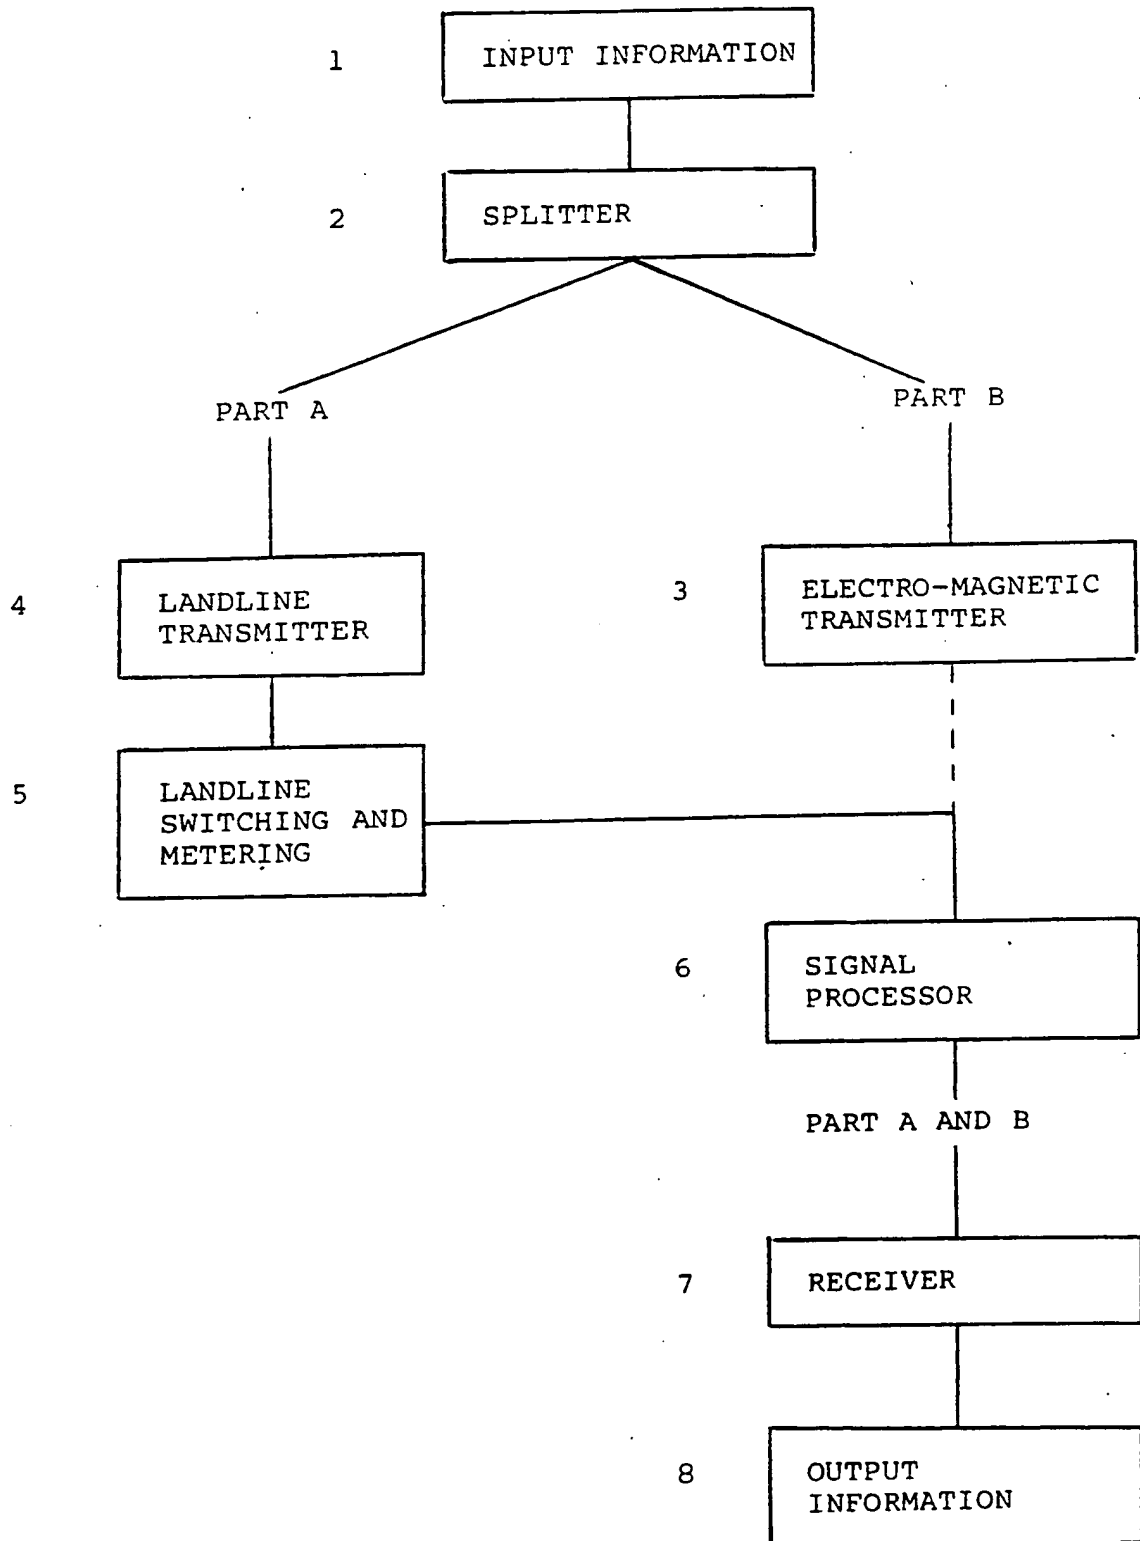 1
INPUT INFORMATION
2
SPLITTER
PART A
PART B
4
LANDLINE
TRANSMITTER
3
ELECTRO-MAGNETIC
TRANSMITTER
5
LANDLINE
SWITCHING AND
METERING
6
SIGNAL
PROCESSOR
PART A AND B
7
RECEIVER
8
OUTPUT
INFORMATION